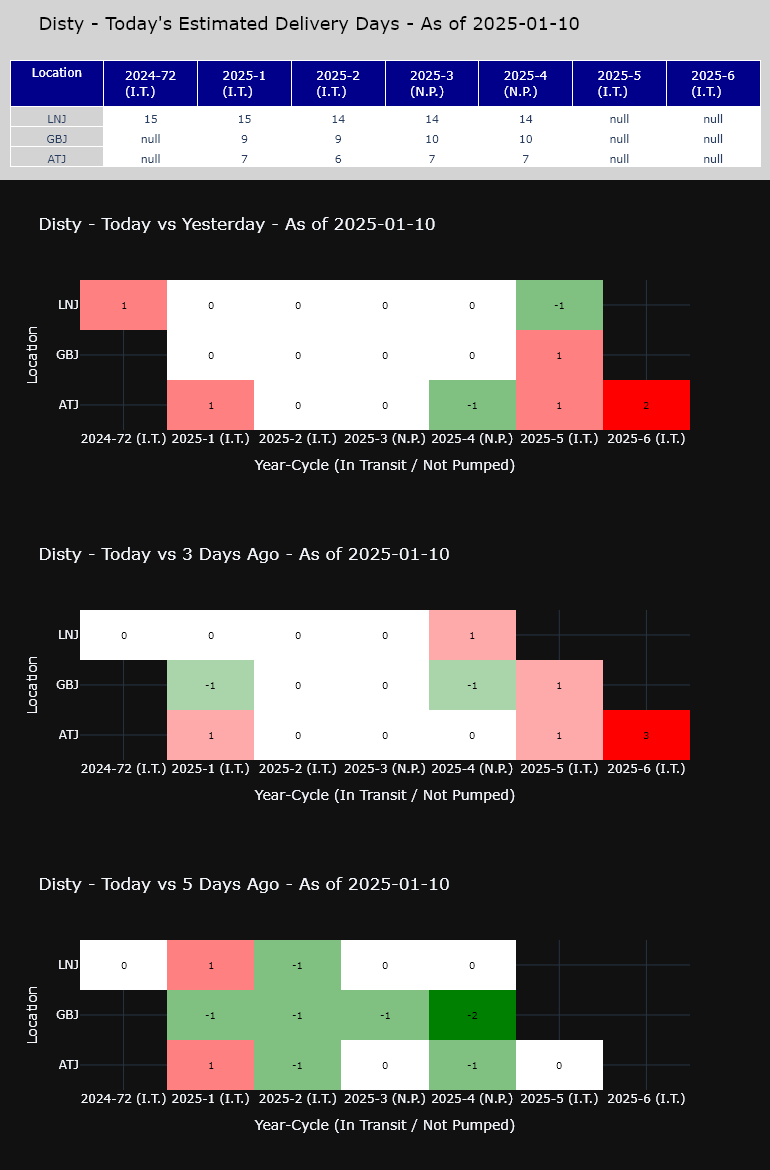 Disty - Today's Estimated Delivery Days - As of 2025-01-10
Location 2024-72 (I.T.) 2025-1 (I.T.) 2025-2 (I.T.) 2025-3 (N.P.) 2025-4 (N.P.) 2025-5 (I.T.) 2025-6 (I.T.)
LNJ 15 15 14 14 14 null null
GBJ null 9 9 10 10 null null
ATJ null 7 6 7 7 null null
Disty - Today vs Yesterday - As of 2025-01-10
Location
LNJ 1 0 0 0 0 -1
GBJ 0 0 0 0 1
ATJ 1 0 0 -1 1 2
2024-72 (I.T.) 2025-1 (I.T.) 2025-2 (I.T.) 2025-3 (N.P.) 2025-4 (N.P.) 2025-5 (I.T.) 2025-6 (I.T.)
Year-Cycle (In Transit / Not Pumped)
Disty - Today vs 3 Days Ago - As of 2025-01-10
Location
LNJ 0 0 0 0 1
GBJ -1 0 0 -1 1
ATJ 1 0 0 0 1 3
2024-72 (I.T.) 2025-1 (I.T.) 2025-2 (I.T.) 2025-3 (N.P.) 2025-4 (N.P.) 2025-5 (I.T.) 2025-6 (I.T.)
Year-Cycle (In Transit / Not Pumped)
Disty - Today vs 5 Days Ago - As of 2025-01-10
Location
LNJ 0 1 -1 0 0
GBJ -1 -1 -1 -2
ATJ 1 -1 0 -1 0
2024-72 (I.T.) 2025-1 (I.T.) 2025-2 (I.T.) 2025-3 (N.P.) 2025-4 (N.P.) 2025-5 (I.T.) 2025-6 (I.T.)
Year-Cycle (In Transit / Not Pumped)